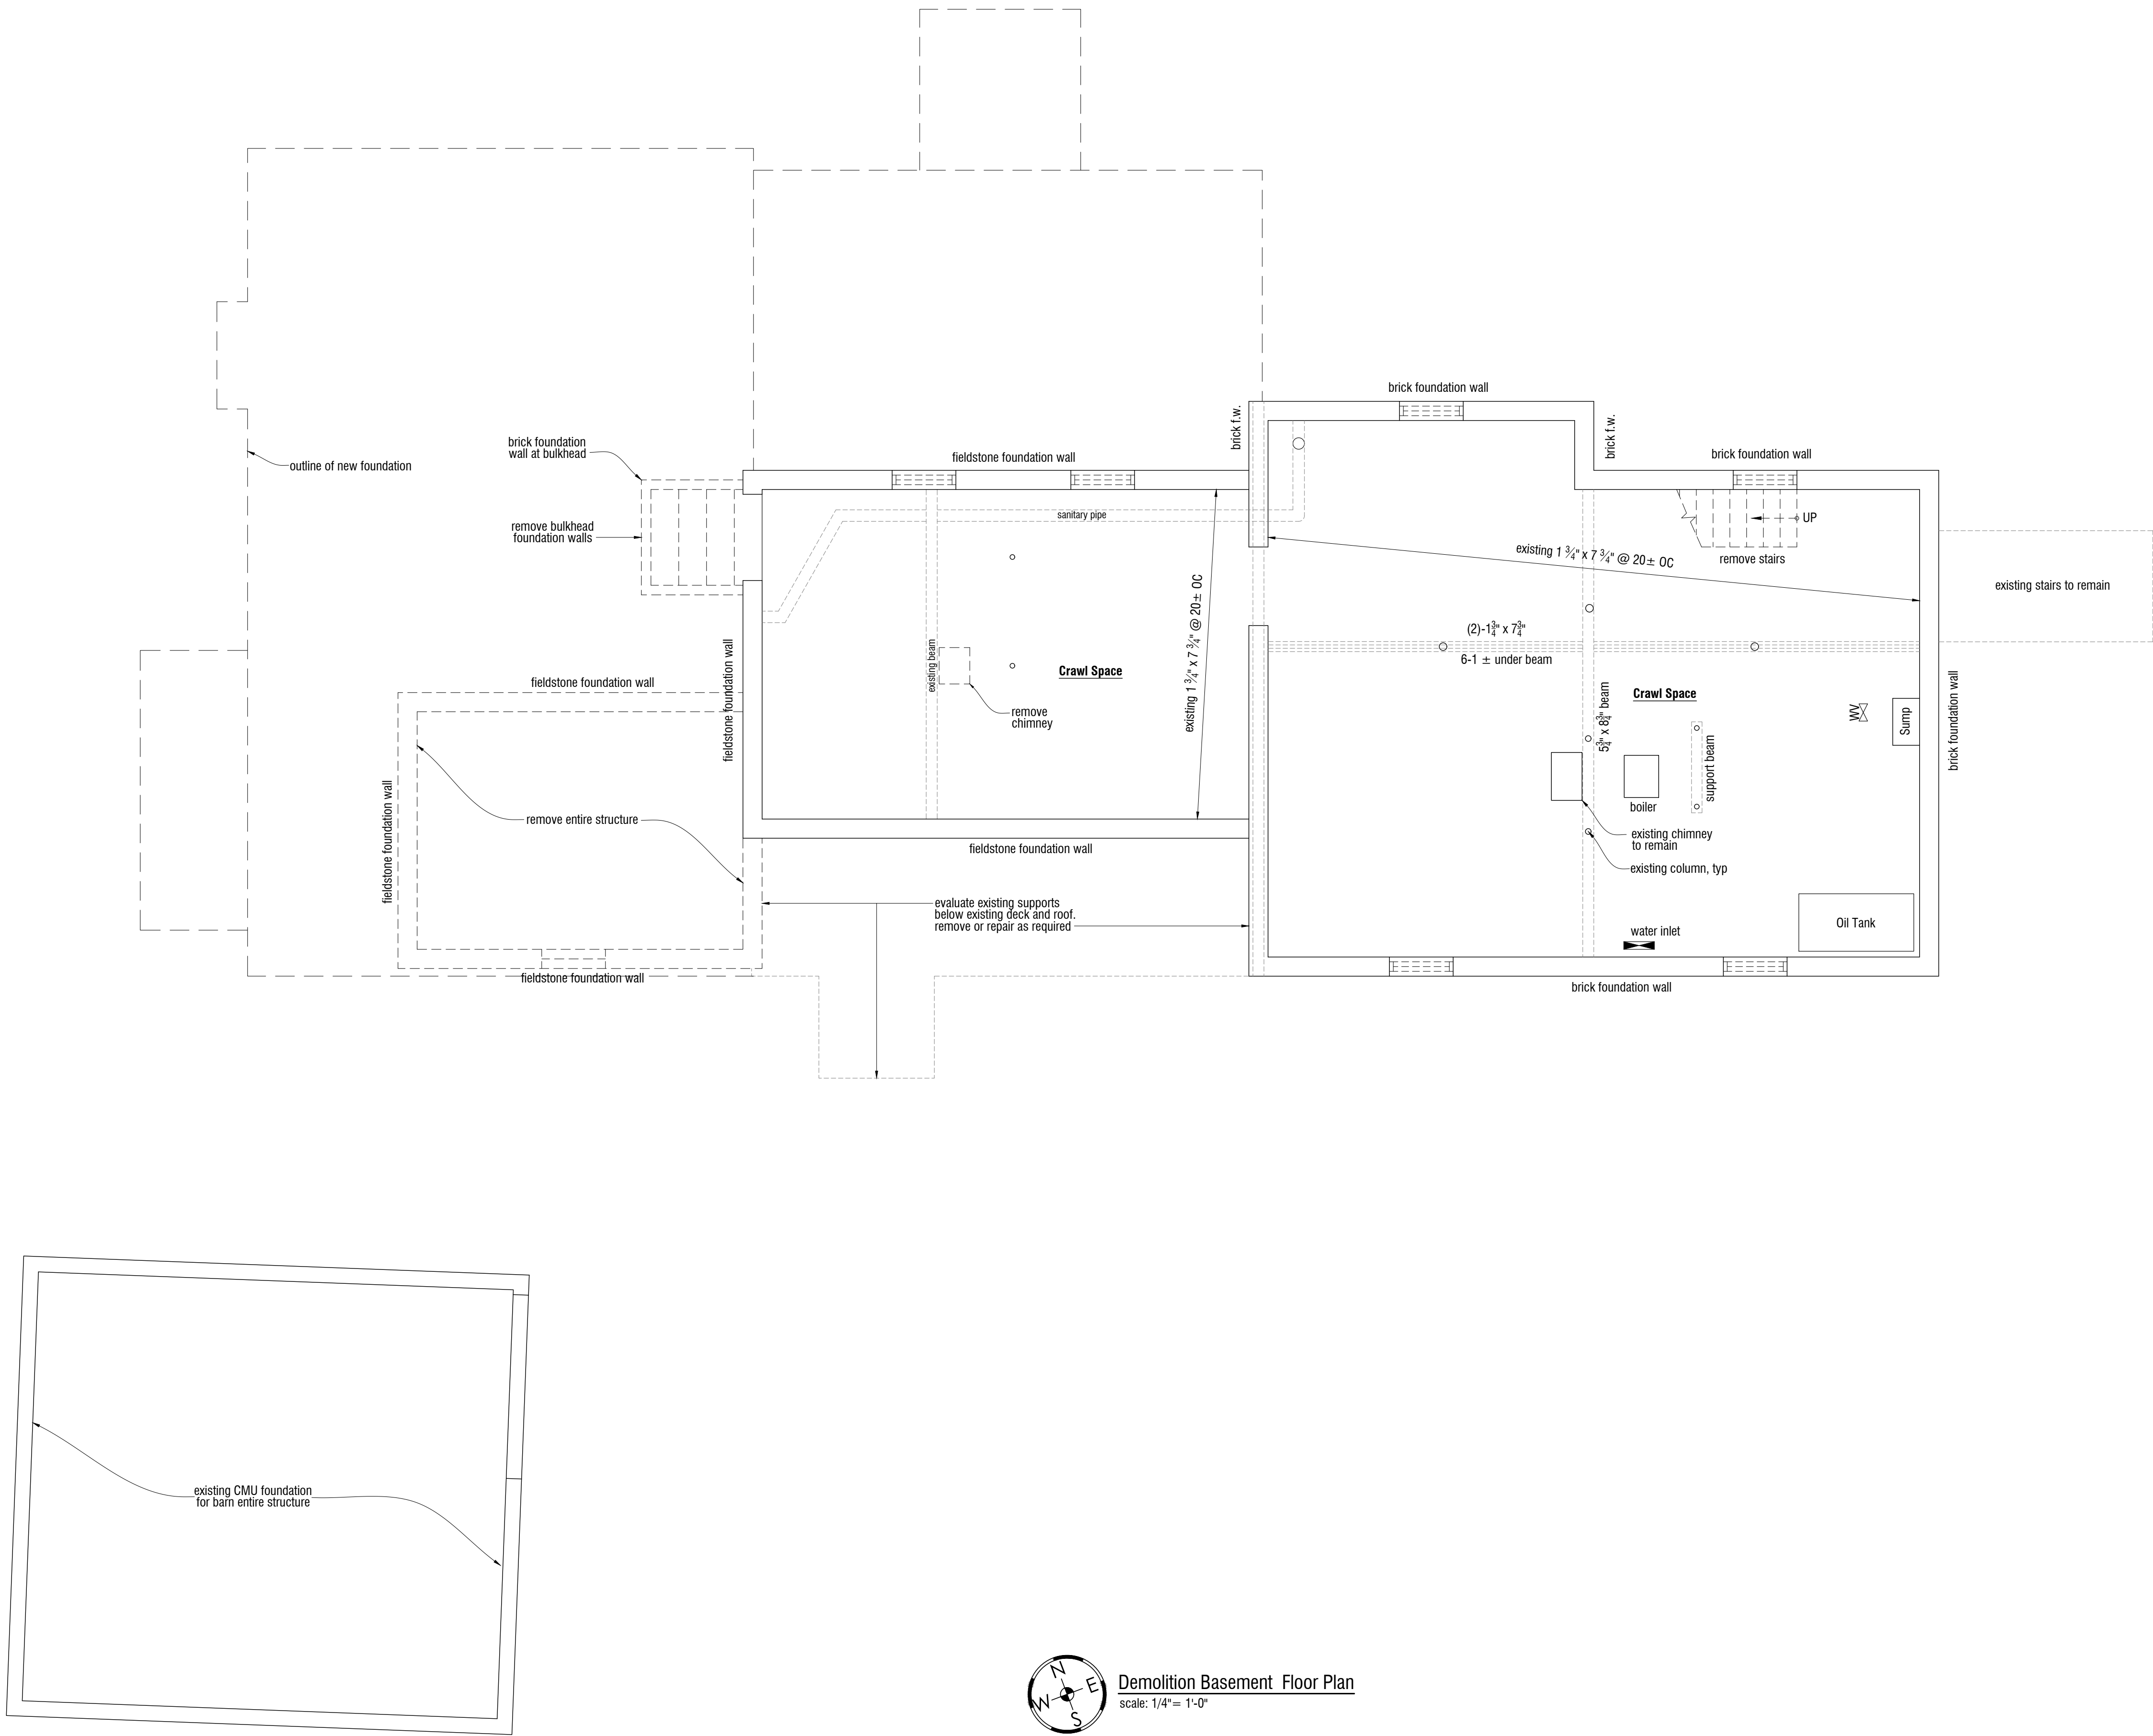 brick foundation wall
brick f.w.
brick f.w.
brick foundation
wall at bulkhead
fieldstone foundation wall
brick foundation wall
outline of new foundation
remove bulkhead
foundation walls
sanitary pipe
UP
existing 1 3/4" x 7 3/4" @ 20± OC
remove stairs
existing stairs to remain
existing 1 3/4" x 7 3/4" @ 20± OC
(2)-1 3/4" x 7 3/4"
6-1 ± under beam
fieldstone foundation wall
fieldstone foundation wall
existing beam
Crawl Space
remove
chimney
Crawl Space
5 3/4" x 8 3/4" beam
WV
Sump
brick foundation wall
support beam
boiler
fieldstone foundation wall
remove entire structure
existing chimney
to remain
fieldstone foundation wall
existing column, typ
evaluate existing supports
below existing deck and roof.
remove or repair as required
Oil Tank
water inlet
fieldstone foundation wall
brick foundation wall
existing CMU foundation
for barn entire structure
N
E
W
S
Demolition Basement  Floor Plan
scale: 1/4"= 1'-0"